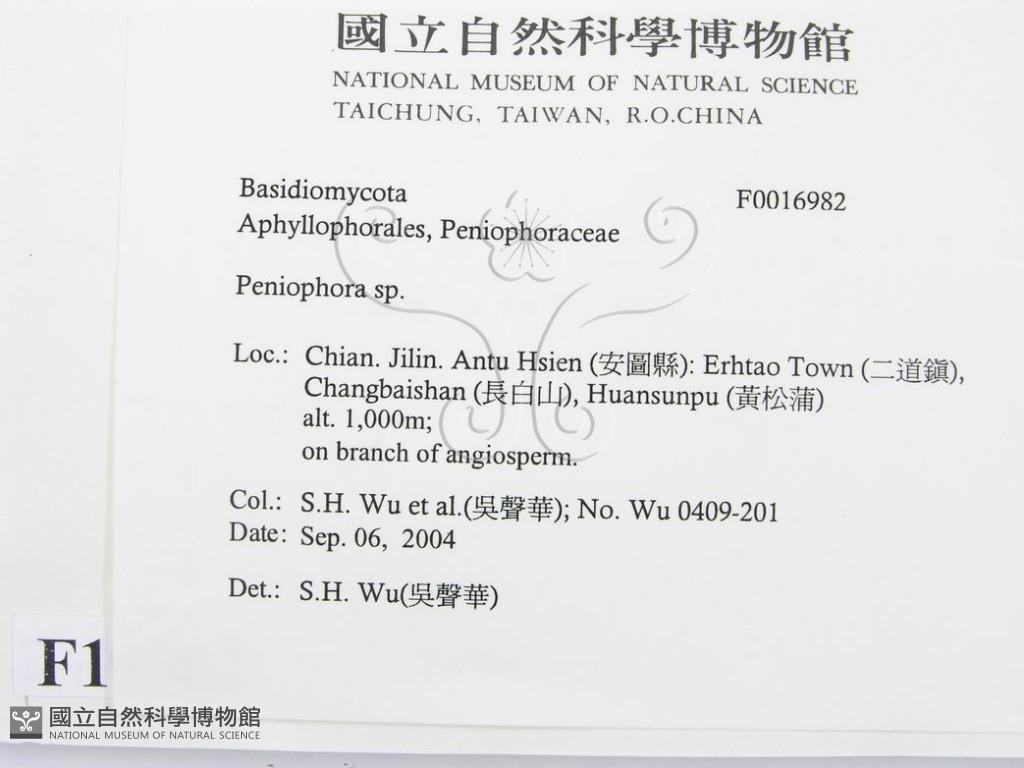 國立自然科學博物館
NATIONAL MUSEUM OF NATURAL SCIENCE
TAICHUNG, TAIWAN, R.O.CHINA
Basidiomycota F0016982
Aphyllophorales, Peniophoraceae
Peniophora sp.
Loc.: Chian. Jilin. Antu Hsien (安圖縣): Erhtao Town (二道鎭),
Changbaishan (長白山), Huansunpu (黃松蒲)
alt. 1,000m;
on branch of angiosperm.
Col.: S.H. Wu et al.(吳聲華); No. Wu 0409-201
Date: Sep. 06, 2004
Det.: S.H. Wu(吳聲華)
F1
國立自然科學博物館
NATIONAL MUSEUM OF NATURAL SCIENCE